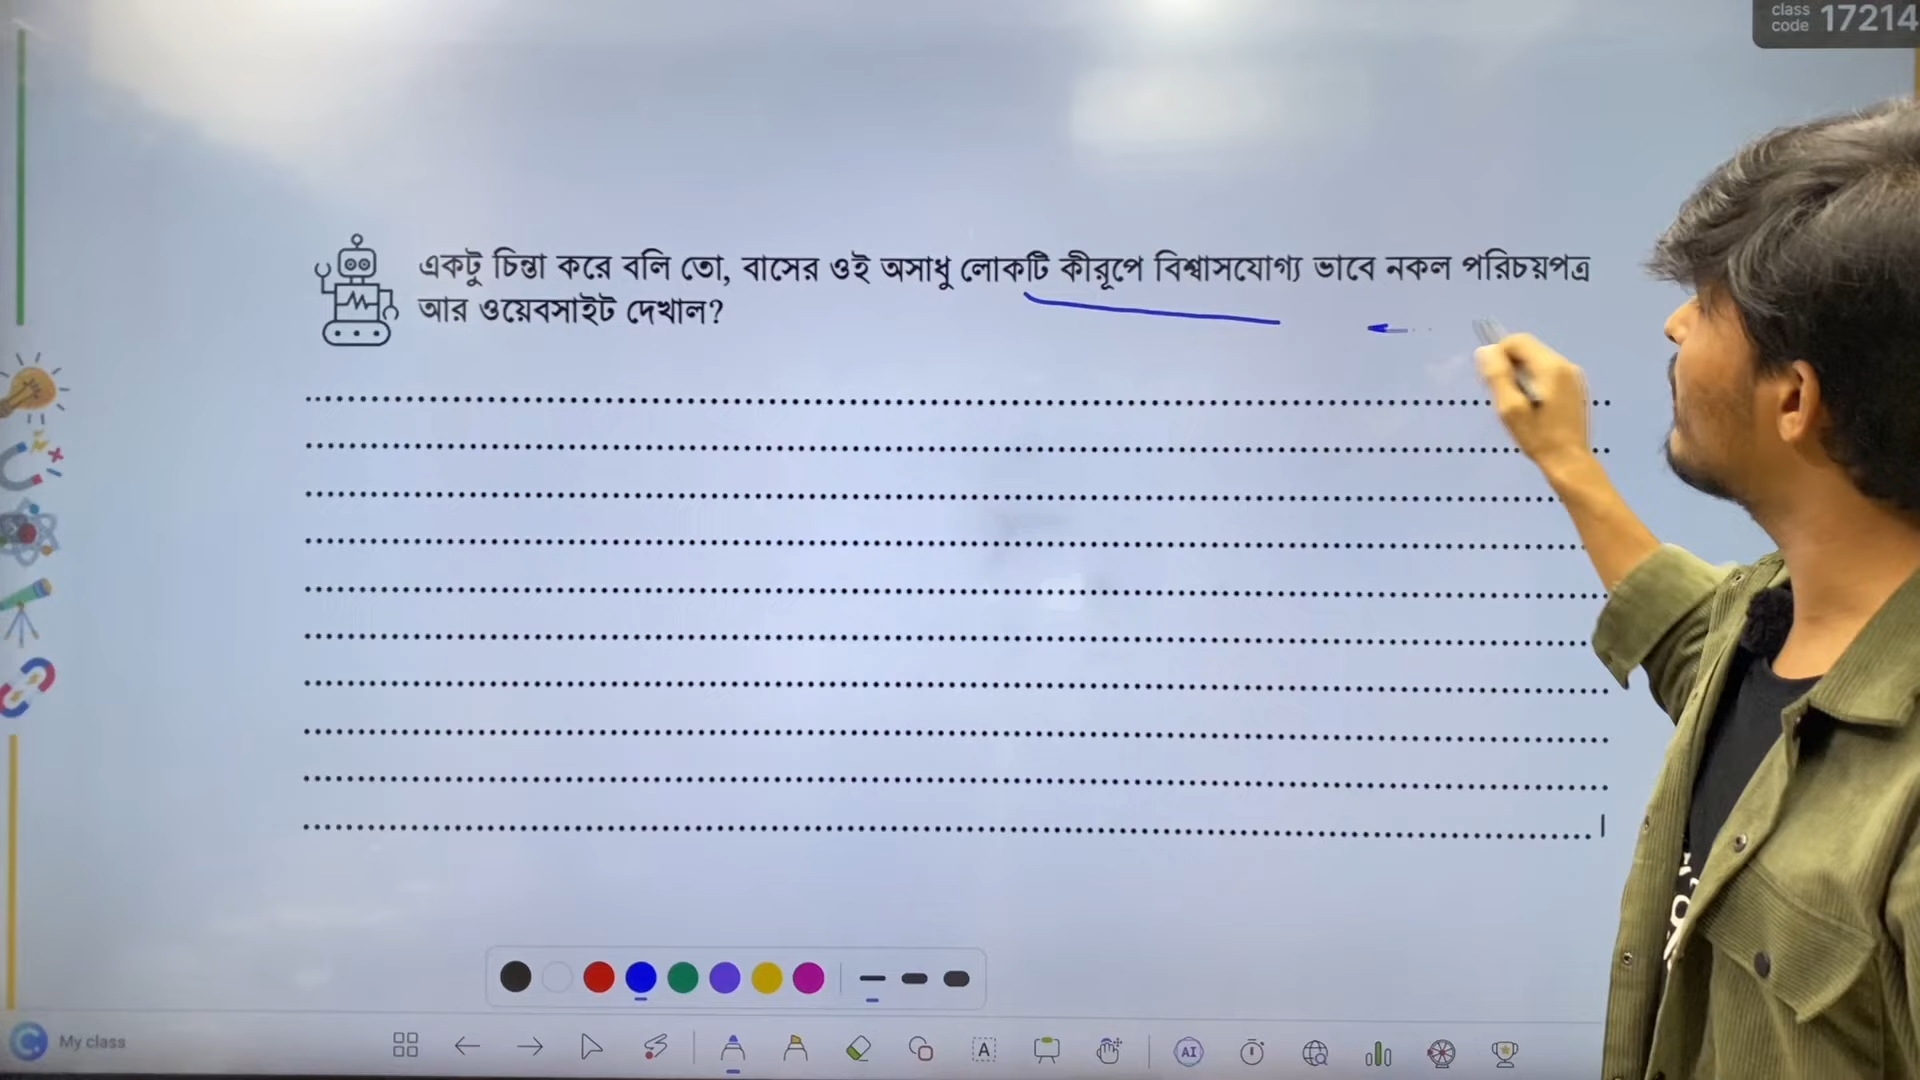 class
code 17214
একটু চিন্তা করে বলি তো, বাসের ওই অসাধু লোকটি কীরূপে বিশ্বাসযোগ্য ভাবে নকল পরিচয়পত্র
আর ওয়েবসাইট দেখাল?
A
AI
My class